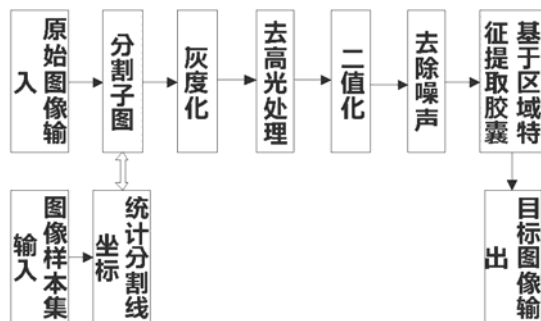 原始图像输
入
分割子图
灰度化
去高光处理
二值化
去除噪声
基于区域特
征提取胶囊
图像样本集
输入
统计分割线
坐标
目标图像输
出